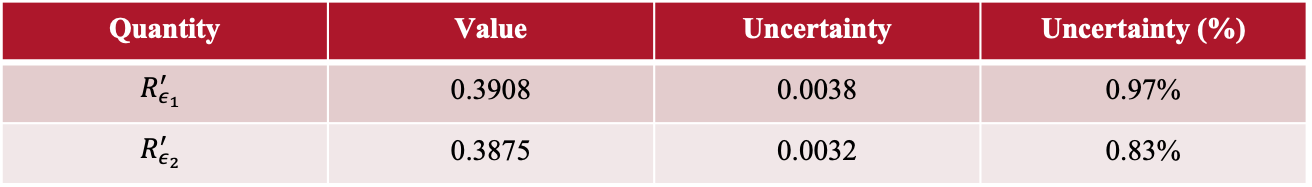 Quantity Value Uncertainty Uncertainty (%)
R′ϵ₁ 0.3908 0.0038 0.97%
R′ϵ₂ 0.3875 0.0032 0.83%